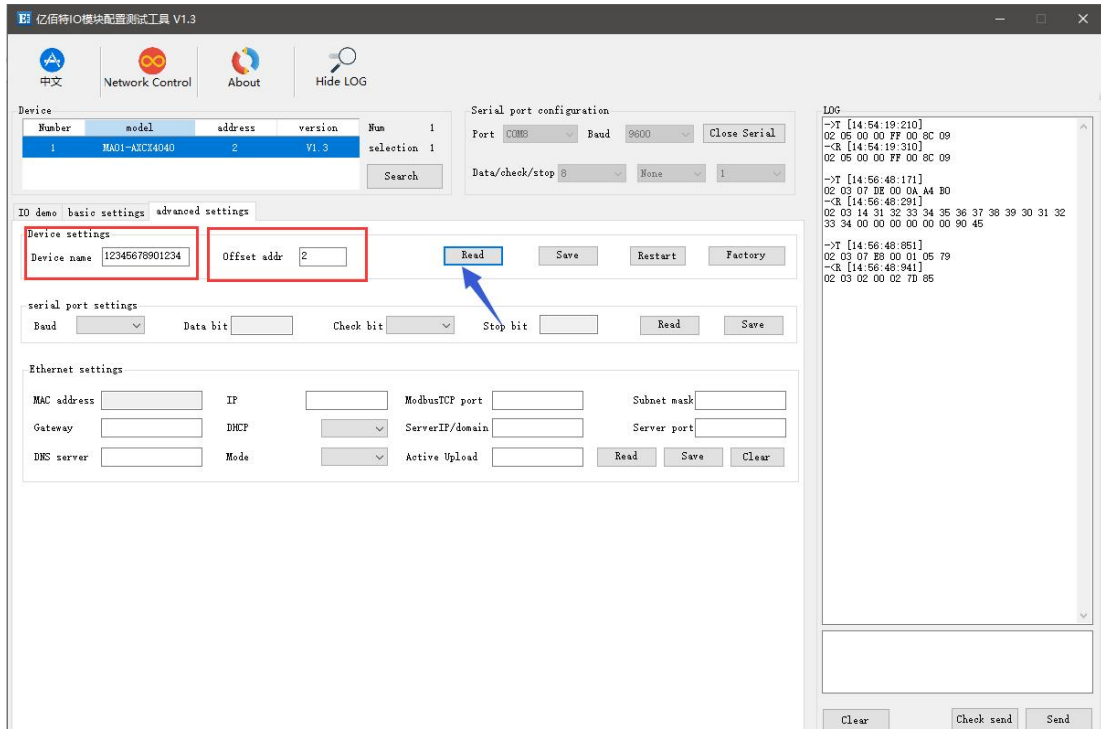 亿佰特IO模块配置测试工具 V1.3
中文 Network Control About Hide LOG
Device
Number model address version
1 MA01-AXCX4040 2 V1.3
Num 1
selection 1
Search
Serial port configuration
Port COM8 Baud 9600 Close Serial
Data/check/stop 8 None 1
IO demo basic settings advanced settings
Device settings
Device name 12345678901234 Offset addr 2 Read Save Restart Factory
serial port settings
Baud Data bit Check bit Stop bit Read Save
Ethernet settings
MAC address IP ModbusTCP port Subnet mask
Gateway DHCP ServerIP/domain Server port
DNS server Mode Active Upload Read Save Clear
LOG
->T [14:54:19:210]
02 05 00 00 FF 00 8C 09
-<R [14:54:19:310]
02 05 00 00 FF 00 8C 09
->T [14:56:48:171]
02 03 07 DE 00 0A A4 B0
-<R [14:56:48:291]
02 03 14 31 32 33 34 35 36 37 38 39 30 31 32
33 34 00 00 00 00 00 00 90 45
->T [14:56:48:851]
02 03 07 E8 00 01 05 79
-<R [14:56:48:941]
02 03 02 00 02 7D 85
Clear Check send Send